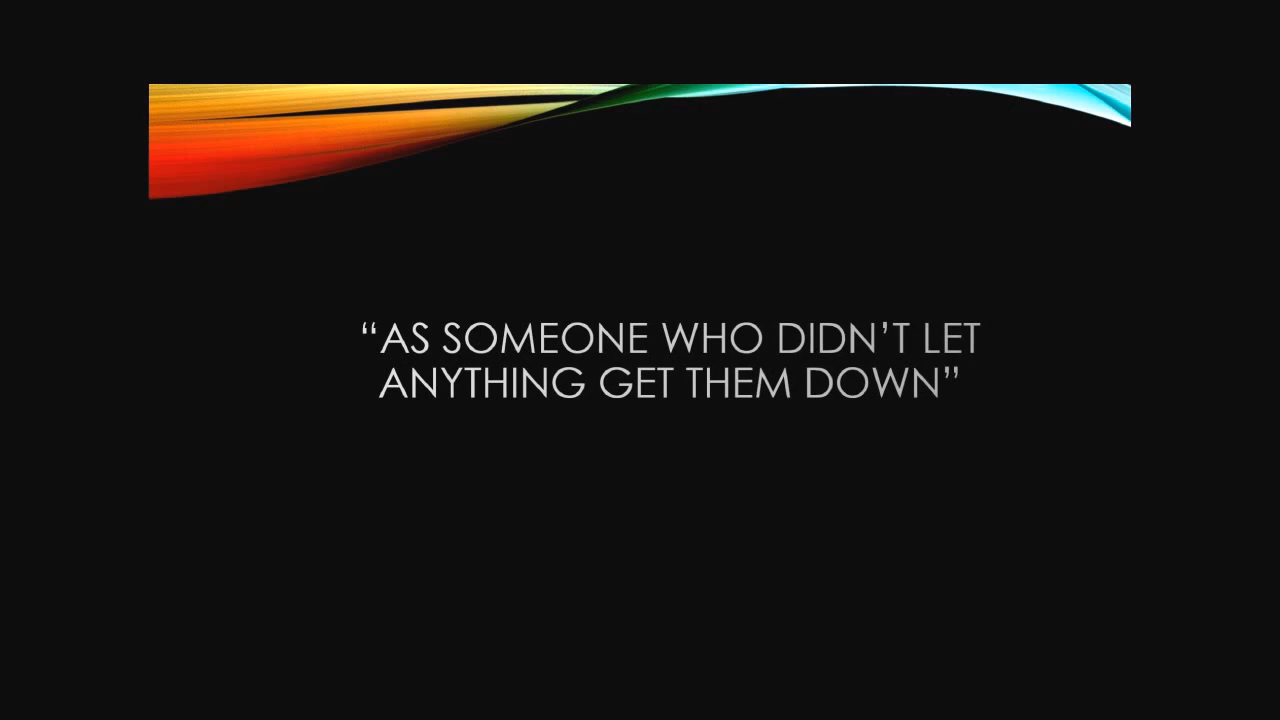 “AS SOMEONE WHO DIDN’T LET
ANYTHING GET THEM DOWN”